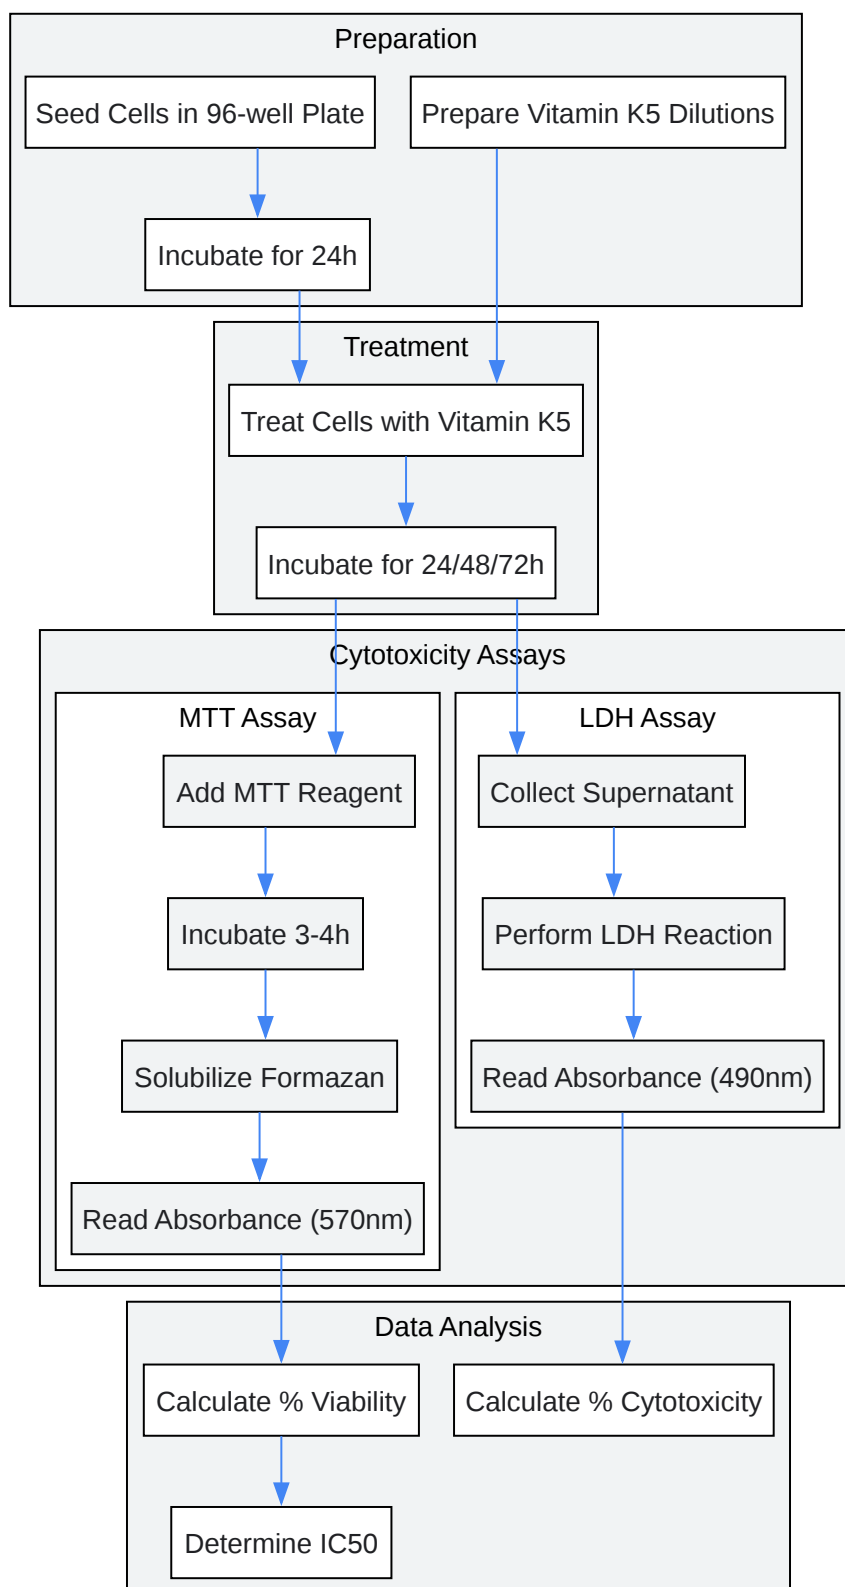 Preparation
Seed Cells in 96-well Plate
Prepare Vitamin K5 Dilutions
Incubate for 24h
Treatment
Treat Cells with Vitamin K5
Incubate for 24/48/72h
Cytotoxicity Assays
MTT Assay
LDH Assay
Add MTT Reagent
Collect Supernatant
Incubate 3-4h
Perform LDH Reaction
Solubilize Formazan
Read Absorbance (490nm)
Read Absorbance (570nm)
Data Analysis
Calculate % Viability
Calculate % Cytotoxicity
Determine IC50